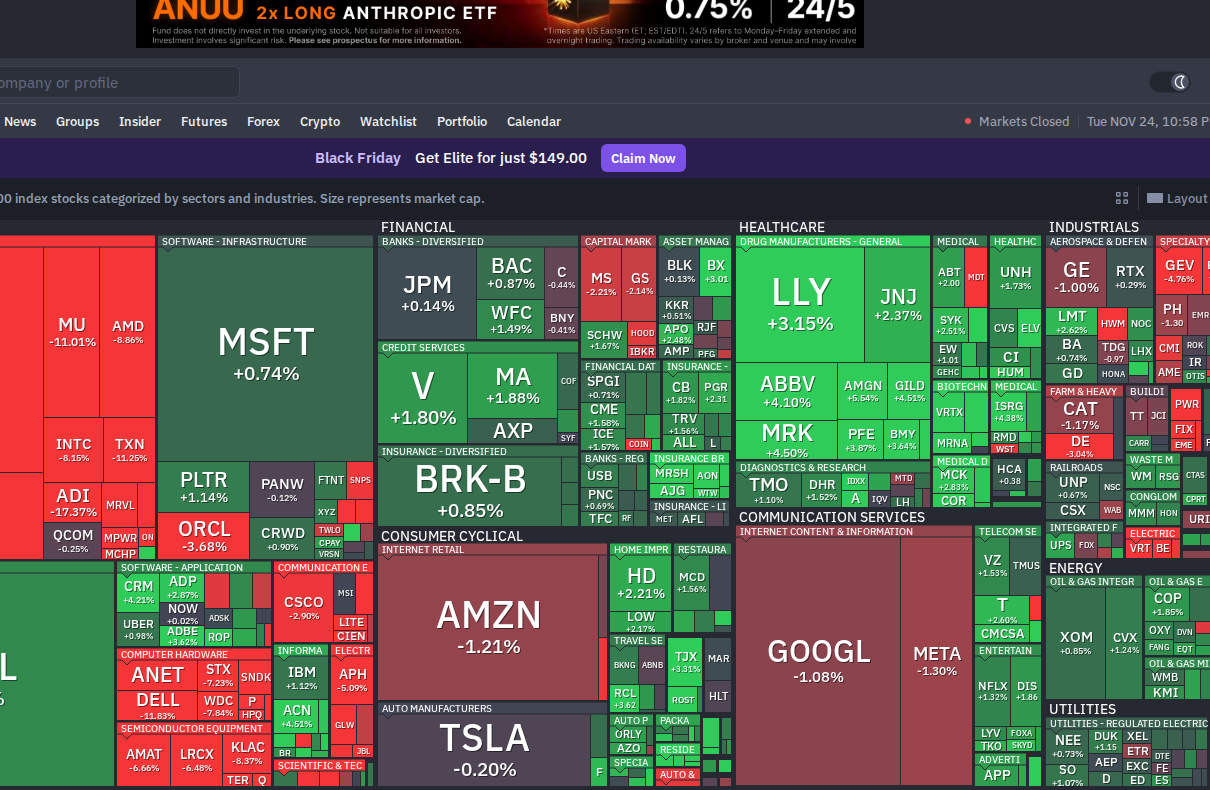 ANUU 2x LONG ANTHROPIC ETF
0.75% | 24/5
Fund does not directly invest in the underlying stock. Not suitable for all investors.
Investment involves significant risk. Please see prospectus for more information.
*Times are US Eastern (ET; EST/EDT). 24/5 refers to Monday–Friday extended and
overnight trading. Trading availability varies by broker and venue and may involve
ompany or profile
News Groups Insider Futures Forex Crypto Watchlist Portfolio Calendar
Markets Closed Tue NOV 24, 10:58 P
Black Friday Get Elite for just $149.00 Claim Now
00 index stocks categorized by sectors and industries. Size represents market cap.
Layout
MU
-11.01%
AMD
-8.86%
INTC
-8.15%
TXN
-11.25%
ADI
-17.37%
MRVL
QCOM
-0.25%
MPWR
ON
MCHP
SOFTWARE - INFRASTRUCTURE
MSFT
+0.74%
PLTR
+1.14%
ORCL
-3.68%
PANW
-0.12%
CRWD
+0.90%
FTNT
SNPS
XYZ
TWLO
CPAY
VRSN
L
%
SOFTWARE - APPLICATION
CRM
+4.21%
ADP
+2.87%
UBER
+0.98%
NOW
+0.02%
ADBE
+3.62%
ADSK
ROP
COMMUNICATION E
CSCO
-2.90%
MSI
LITE
CIEN
COMPUTER HARDWARE
ANET
DELL
-11.83%
STX
-7.23%
SNDK
WDC
-7.84%
P
HPQ
INFORMA
IBM
+1.12%
ACN
+4.51%
BR
ELECTR
APH
-5.09%
GLW
JBL
SEMICONDUCTOR EQUIPMENT
AMAT
-6.66%
LRCX
-6.48%
KLAC
-8.37%
TER
Q
SCIENTIFIC & TEC
FINANCIAL
BANKS - DIVERSIFIED
JPM
+0.14%
BAC
+0.87%
WFC
+1.49%
C
-0.44%
BNY
-0.41%
CAPITAL MARK
MS
-2.21%
GS
-2.14%
SCHW
+1.67%
HOOD
IBKR
ASSET MANAG
BLK
+0.13%
BX
+3.01
KKR
+0.51%
APO
+2.48%
RJF
AMP
PFG
CREDIT SERVICES
V
+1.80%
MA
+1.88%
AXP
COF
SYF
FINANCIAL DAT
SPGI
+0.71%
CME
+1.58%
ICE
+1.57%
COIN
INSURANCE -
CB
+1.82%
PGR
+2.31
TRV
+1.56%
ALL
L
INSURANCE - DIVERSIFIED
BRK-B
+0.85%
BANKS - REG
USB
PNC
+0.69%
TFC
RF
INSURANCE BR
MRSH
AON
AJG
WTW
INSURANCE - LI
MET
AFL
CONSUMER CYCLICAL
INTERNET RETAIL
AMZN
-1.21%
HOME IMPR
HD
+2.21%
LOW
+2.17%
RESTAURA
MCD
+1.56%
TRAVEL SE
BKNG
ABNB
RCL
+3.62
TJX
+3.31%
ROST
MAR
HLT
AUTO MANUFACTURERS
TSLA
-0.20%
F
AUTO P
ORLY
AZO
SPECIA
PACKA
RESIDE
AUTO &
HEALTHCARE
DRUG MANUFACTURERS - GENERAL
LLY
+3.15%
JNJ
+2.37%
ABBV
+4.10%
AMGN
+5.54%
GILD
+4.51%
MRK
+4.50%
PFE
+3.87%
BMY
+3.64%
MEDICAL
ABT
+2.00
MDT
SYK
+2.51%
EW
+1.01
GEHC
HEALTHC
UNH
+1.73%
CVS
ELV
CI
HUM
BIOTECHN
VRTX
MRNA
MEDICAL
ISRG
+4.38%
RMD
WST
DIAGNOSTICS & RESEARCH
TMO
+1.10%
DHR
+1.52%
IDXX
A
IQV
MTD
LH
MEDICAL D
MCK
+2.83%
COR
HCA
+0.38
COMMUNICATION SERVICES
INTERNET CONTENT & INFORMATION
GOOGL
-1.08%
META
-1.30%
TELECOM SE
VZ
+1.53%
TMUS
T
+2.60%
CMCSA
ENTERTAIN
NFLX
+1.32%
DIS
+1.86
LYV
FOXA
TKO
SKYD
ADVERTI
APP
INDUSTRIALS
AEROSPACE & DEFEN
GE
-1.00%
RTX
+0.29%
LMT
+2.62%
HWM
NOC
BA
+0.74%
TDG
-0.97
LHX
GD
HONA
SPECIALTY
GEV
-4.76%
PH
-1.30
EMR
CMI
ROK
AME
IR
OTIS
FARM & HEAVY
CAT
-1.17%
DE
-3.04%
BUILDI
TT
JCI
CARR
PWR
FIX
EME
RAILROADS
UNP
+0.67%
NSC
CSX
WAB
WASTE M
WM
RSG
CTAS
CPRT
CONGLOM
MMM
HON
URI
INTEGRATED F
UPS
FDX
ELECTRIC
VRT
BE
ENERGY
OIL & GAS INTEGR
XOM
+0.85%
CVX
+1.24%
OIL & GAS E
COP
+1.85%
OXY
DVN
FANG
EQT
OIL & GAS MI
WMB
KMI
UTILITIES
UTILITIES - REGULATED ELECTRIC
NEE
+0.73%
SO
+1.07%
DUK
+1.15
AEP
D
XEL
ETR
EXC
ED
DTE
FE
ES